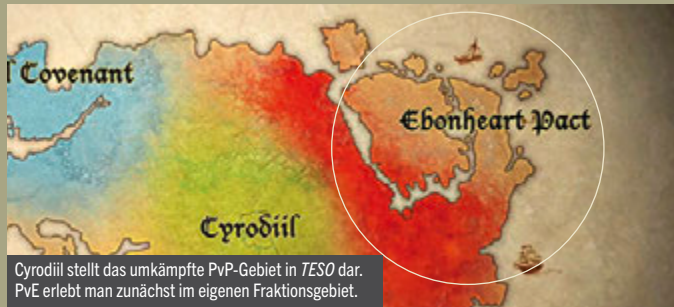 l Covenant
Ebonheart Pact
Cyrodiil
Cyrodiil stellt das umkämpfte PvP-Gebiet in TESO dar.
PvE erlebt man zunächst im eigenen Fraktionsgebiet.